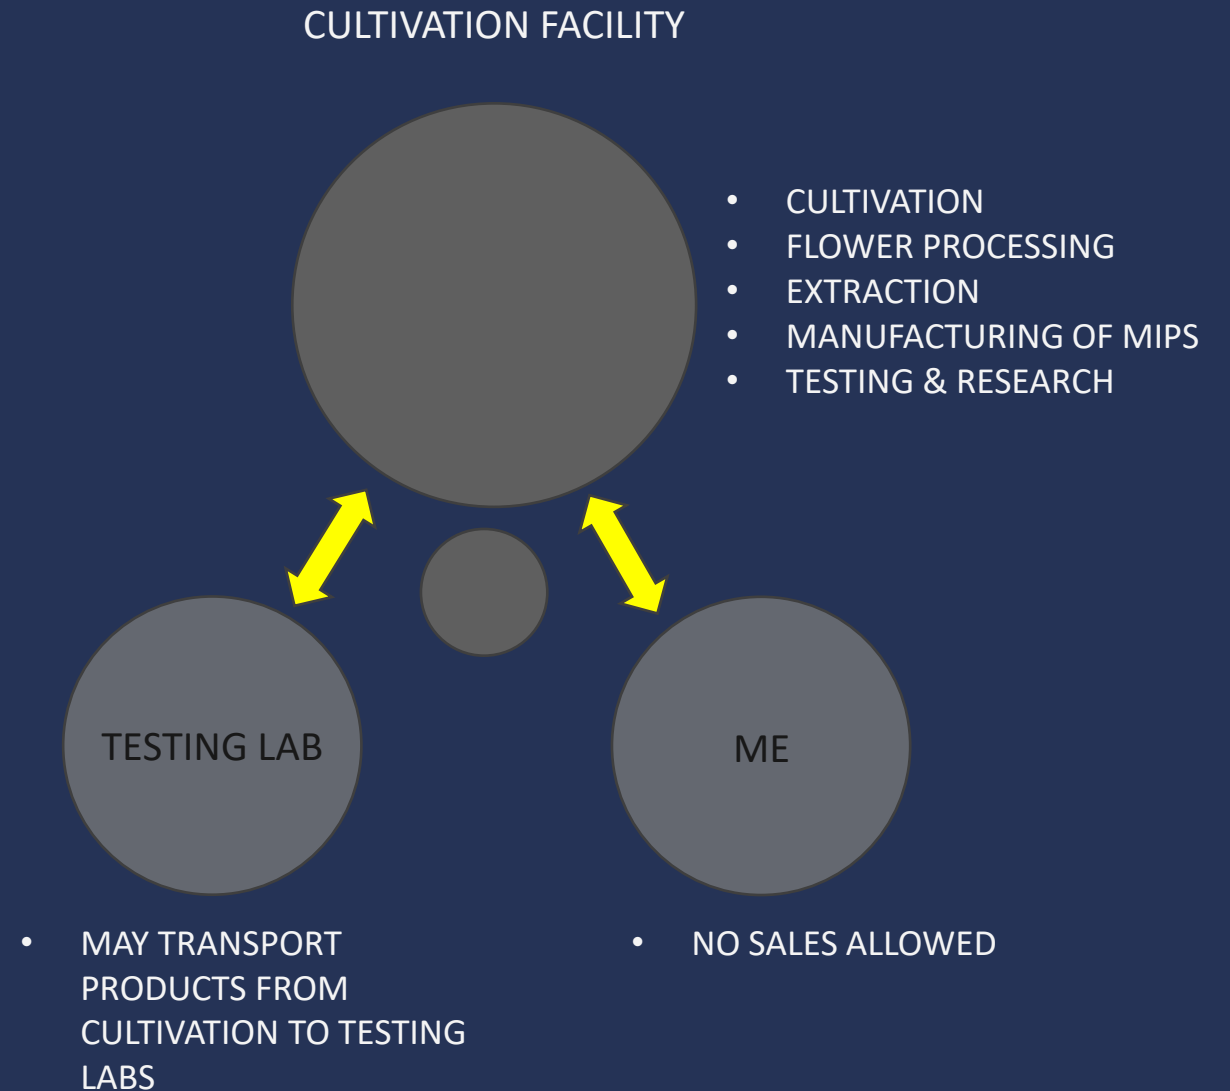 CULTIVATION FACILITY
• CULTIVATION
• FLOWER PROCESSING
• EXTRACTION
• MANUFACTURING OF MIPS
• TESTING & RESEARCH
TESTING LAB
ME
• MAY TRANSPORT
PRODUCTS FROM
CULTIVATION TO TESTING
LABS
• NO SALES ALLOWED